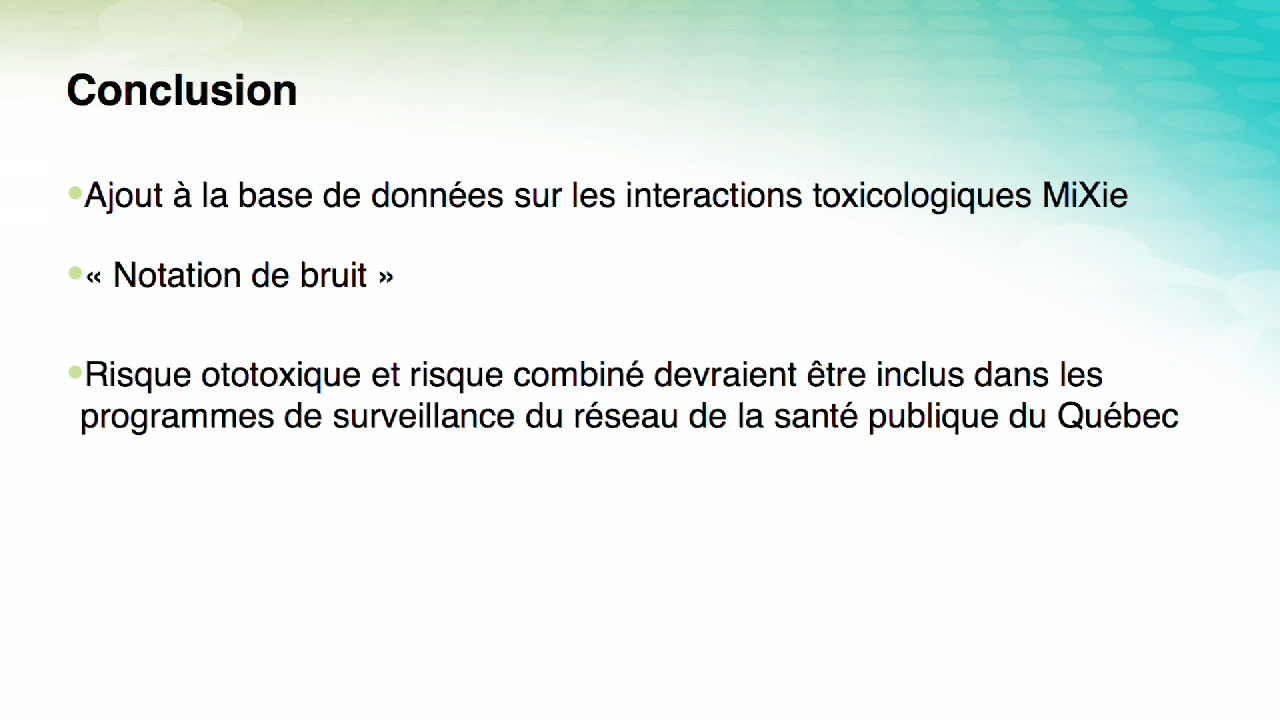 Conclusion
•Ajout à la base de données sur les interactions toxicologiques MiXie
•« Notation de bruit »
•Risque ototoxique et risque combiné devraient être inclus dans les
programmes de surveillance du réseau de la santé publique du Québec